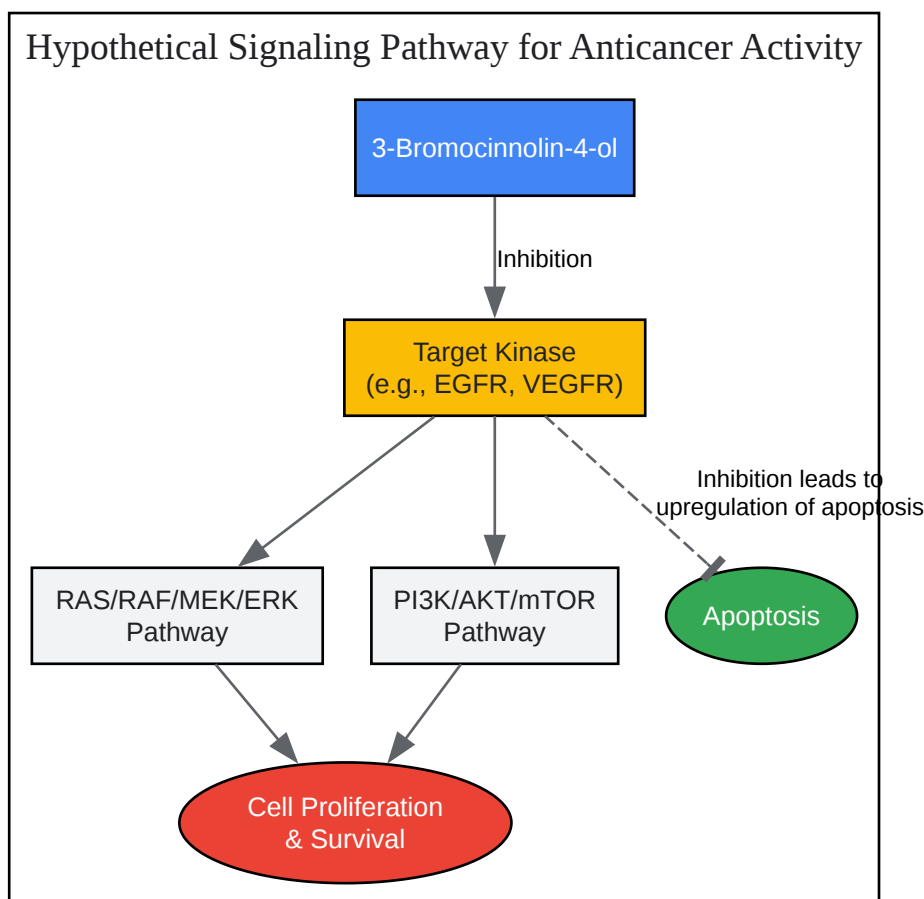 Hypothetical Signaling Pathway for Anticancer Activity
3-Bromocinnolin-4-ol
Inhibition
Target Kinase
(e.g., EGFR, VEGFR)
Inhibition leads to
upregulation of apoptosis
RAS/RAF/MEK/ERK
Pathway
PI3K/AKT/mTOR
Pathway
Apoptosis
Cell Proliferation
& Survival